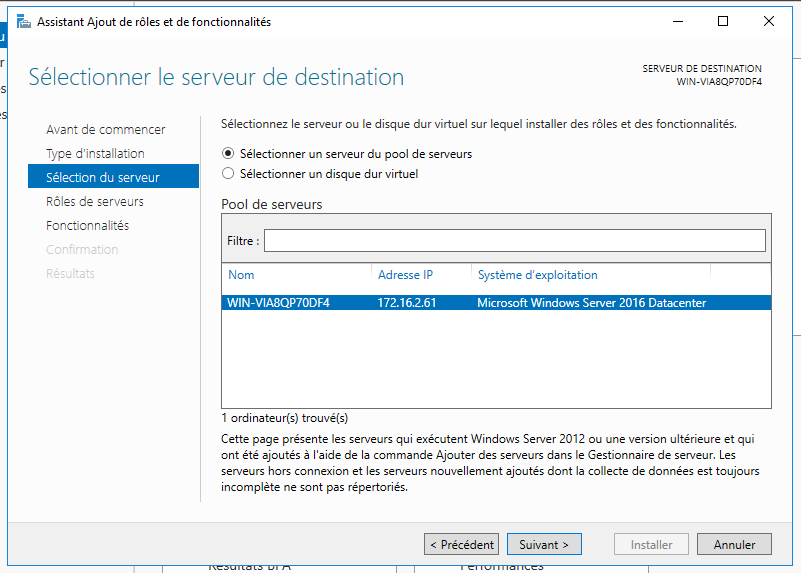 Assistant Ajout de rôles et de fonctionnalités
Sélectionner le serveur de destination
SERVEUR DE DESTINATION
WIN-VIA8QP70DF4
Avant de commencer
Type d'installation
Sélection du serveur
Rôles de serveurs
Fonctionnalités
Confirmation
Résultats
Sélectionnez le serveur ou le disque dur virtuel sur lequel installer des rôles et des fonctionnalités.
Sélectionner un serveur du pool de serveurs
Sélectionner un disque dur virtuel
Pool de serveurs
Filtre :
Nom Adresse IP Système d'exploitation
WIN-VIA8QP70DF4 172.16.2.61 Microsoft Windows Server 2016 Datacenter
1 ordinateur(s) trouvé(s)
Cette page présente les serveurs qui exécutent Windows Server 2012 ou une version ultérieure et qui
ont été ajoutés à l'aide de la commande Ajouter des serveurs dans le Gestionnaire de serveur. Les
serveurs hors connexion et les serveurs nouvellement ajoutés dont la collecte de données est toujours
incomplète ne sont pas répertoriés.
< Précédent Suivant > Installer Annuler
Résultats BPA Performances